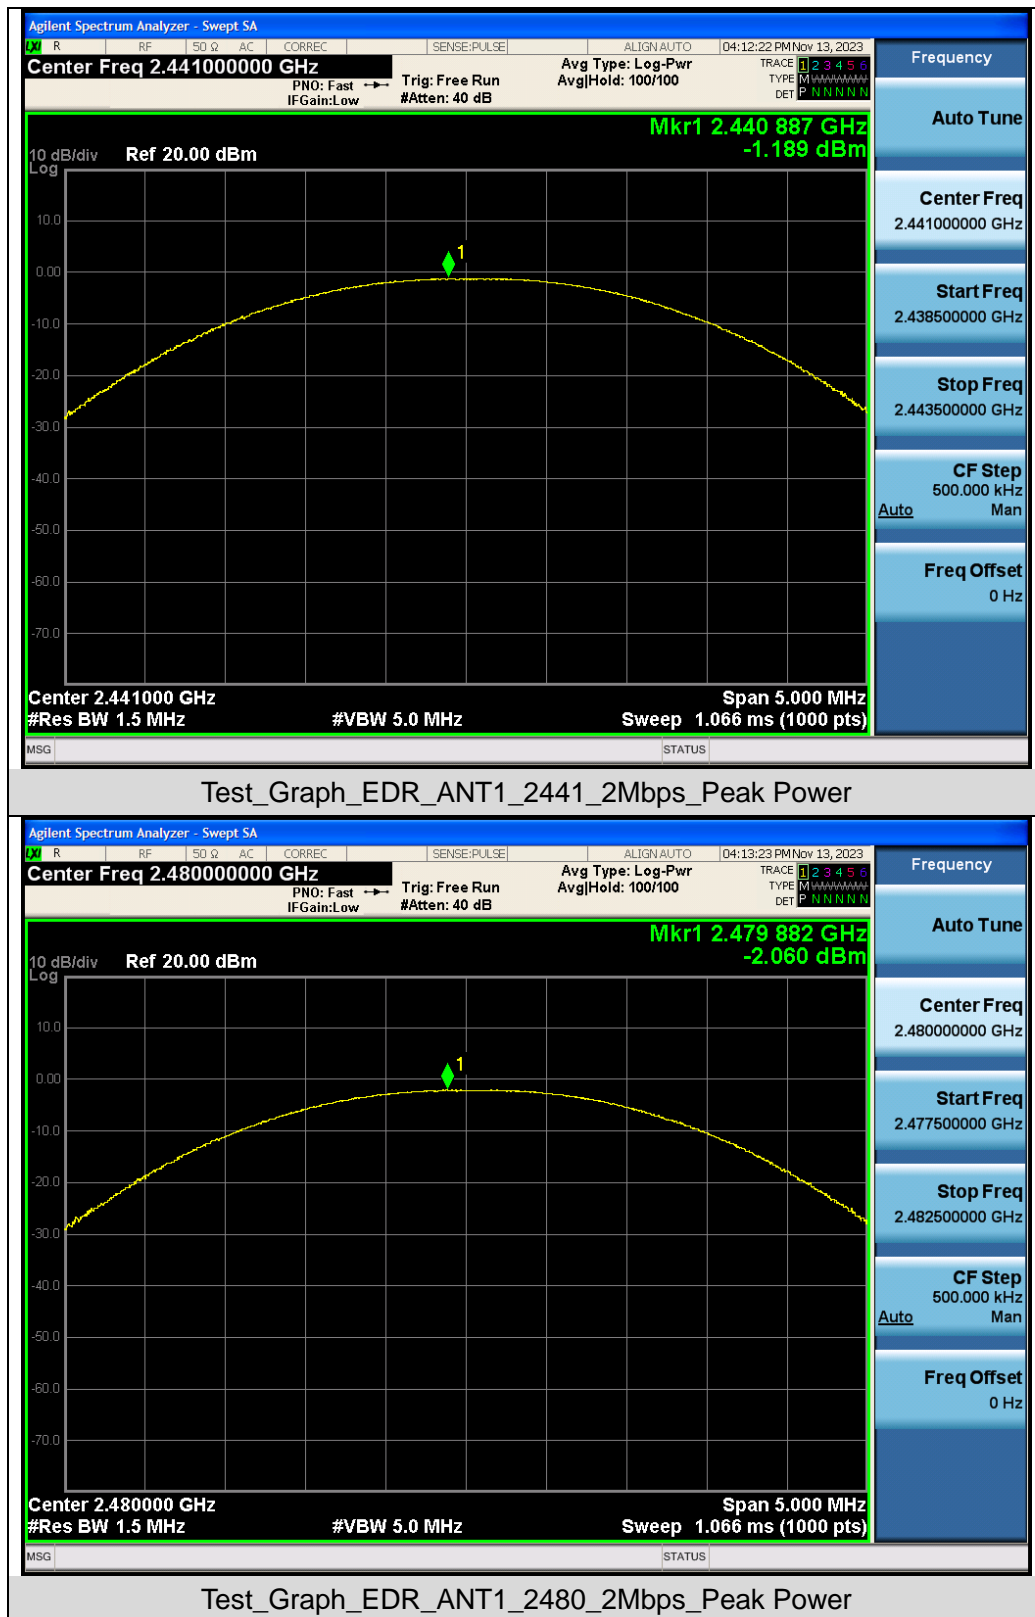 Agilent Spectrum Analyzer - Swept SA
LXI R RF 50 Ω AC CORREC SENSE:PULSE ALIGN AUTO 04:12:22 PM Nov 13, 2023
Center Freq 2.441000000 GHz
PNO: Fast
IFGain:Low
Trig: Free Run
#Atten: 40 dB
Avg Type: Log-Pwr
Avg|Hold: 100/100
TRACE 1 2 3 4 5 6
TYPE M
DET P N N N N N
Mkr1 2.440 887 GHz
-1.189 dBm
10 dB/div Ref 20.00 dBm
Log
10.0
1
0.00
-10.0
-20.0
-30.0
-40.0
-50.0
-60.0
-70.0
Center 2.441000 GHz Span 5.000 MHz
#Res BW 1.5 MHz #VBW 5.0 MHz Sweep 1.066 ms (1000 pts)
MSG STATUS
Frequency
Auto Tune
Center Freq
2.441000000 GHz
Start Freq
2.438500000 GHz
Stop Freq
2.443500000 GHz
CF Step
500.000 kHz
Auto Man
Freq Offset
0 Hz
Test_Graph_EDR_ANT1_2441_2Mbps_Peak Power
Agilent Spectrum Analyzer - Swept SA
LXI R RF 50 Ω AC CORREC SENSE:PULSE ALIGN AUTO 04:13:23 PM Nov 13, 2023
Center Freq 2.480000000 GHz
PNO: Fast
IFGain:Low
Trig: Free Run
#Atten: 40 dB
Avg Type: Log-Pwr
Avg|Hold: 100/100
TRACE 1 2 3 4 5 6
TYPE M
DET P N N N N N
Mkr1 2.479 882 GHz
-2.060 dBm
10 dB/div Ref 20.00 dBm
Log
10.0
1
0.00
-10.0
-20.0
-30.0
-40.0
-50.0
-60.0
-70.0
Center 2.480000 GHz Span 5.000 MHz
#Res BW 1.5 MHz #VBW 5.0 MHz Sweep 1.066 ms (1000 pts)
MSG STATUS
Frequency
Auto Tune
Center Freq
2.480000000 GHz
Start Freq
2.477500000 GHz
Stop Freq
2.482500000 GHz
CF Step
500.000 kHz
Auto Man
Freq Offset
0 Hz
Test_Graph_EDR_ANT1_2480_2Mbps_Peak Power